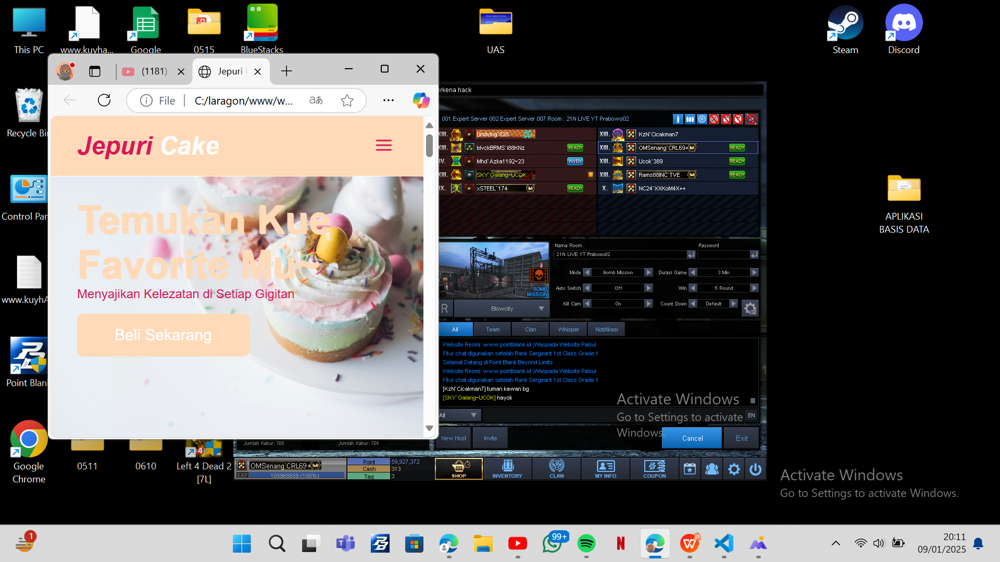 This PC
www.kuyha...
Google
0515
BlueStacks
UAS
Steam
Discord
(1181)
Jepuri
File
C:/laragon/www/w...
aあ
Recycle Bi
Control Par
www.kuyhA
Point Blan
Google
Chrome
0511
0610
Left 4 Dead 2
[7L]
APLIKASI
BASIS DATA
Jepuri Cake
Temukan Kue
Favorite Mu~
Menyajikan Kelezatan di Setiap Gigitan
Beli Sekarang
erkena hack
001 Expert Server 002 Expert Server 007 Room : 21N LIVE YT Prabowo02
XIII. Undying`520
XIII. KzN`Cicakman7
XIII. blvckBRMS`i88KNz READY
XIII. OMSenang`CRL69+ READY
IV. Mhd`Azka1192~23 INVEN
XIII. Ucok`389 READY
XIII. SKY`Galang~UCOK
XIII. Rams88INC`TVE READY
IX. xSTEEL`174 READY
X. NC24`XXKoM4X++
BOMB
MISSION
R
Blowcity
Nama Room
Password
21N LIVE YT Prabowo02
Mode Bomb Mission Durasi Game 3 Min
Auto Switch Off Win 5 Round
Kill Cam On Count Down Default
All Team Clan Whisper Notifikasi
Website Resmi: www.pointblank.id ,Waspada Website Palsu!
Fitur chat digunakan setelah Rank Sergeant 1st Class Grade 1
Selamat Datang di Point Blank Beyond Limits
Website Resmi: www.pointblank.id ,Waspada Website Palsu!
Fitur chat digunakan setelah Rank Sergeant 1st Class Grade 1
[KzN`Cicakman7] tuman kawan bg
[SKY`Galang~UCOK] hayok
All
EN
Activate Windows
Go to Settings to activate
Windows.
New Host Invite Cancel Exit
Jumlah Kabur: 708
Jumlah Kabur: 708
OMSenang`CRL69+
EXP 105965658 (100%)
Point 59,927,372
Cash 313
Tag 3
SHOP INVENTORY CLAN MY INFO COUPON
Activate Windows
Go to Settings to activate Windows.
1
99+
20:11
09/01/2025